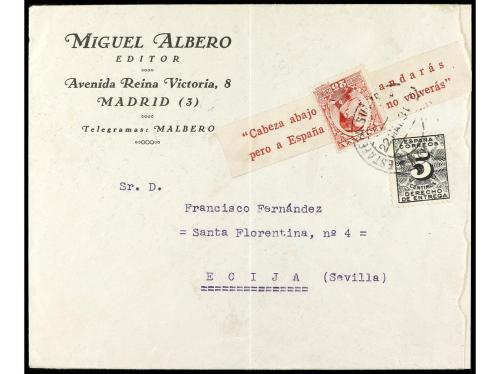 MIGUEL ALBERO
EDITOR
Avenida Reina Victoria, 8
MADRID (3)
Telegramas: MALBERO
"Cabeza abajo andarás
pero a España no volverás"
25
ESPAÑA
CORREOS
5
CENTIMOS
DERECHO
DE ENTREGA
Sr. D.
Francisco Fernández
= Santa Florentina, nº 4 =
E C I J A (Sevilla)